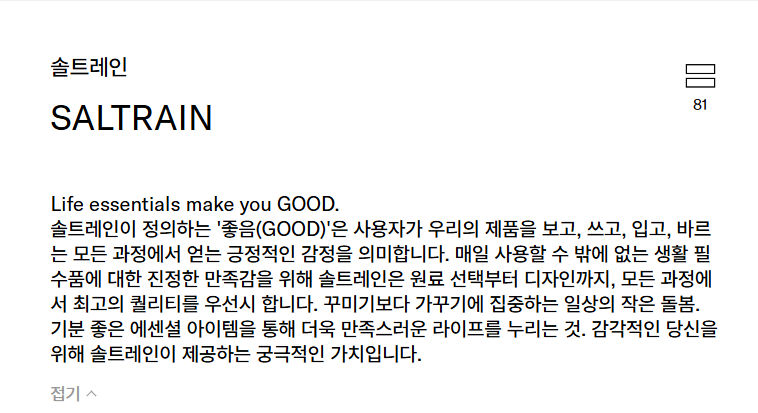 솔트레인
81
SALTRAIN
Life essentials make you GOOD.
솔트레인이 정의하는 '좋음(GOOD)'은 사용자가 우리의 제품을 보고, 쓰고, 입고, 바르
는 모든 과정에서 얻는 긍정적인 감정을 의미합니다. 매일 사용할 수 밖에 없는 생활 필
수품에 대한 진정한 만족감을 위해 솔트레인은 원료 선택부터 디자인까지, 모든 과정에
서 최고의 퀄리티를 우선시 합니다. 꾸미기보다 가꾸기에 집중하는 일상의 작은 돌봄.
기분 좋은 에센셜 아이템을 통해 더욱 만족스러운 라이프를 누리는 것. 감각적인 당신을
위해 솔트레인이 제공하는 궁극적인 가치입니다.
접기